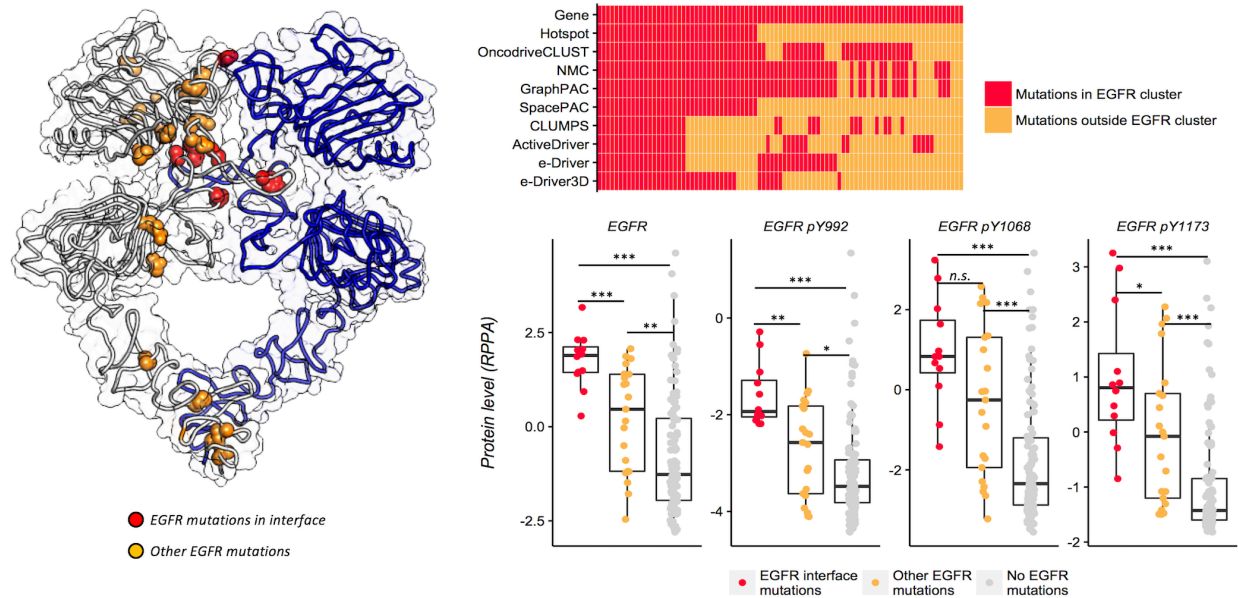 Gene
Hotspot
OncodriveCLUST
NMC
GraphPAC
SpacePAC
CLUMPS
ActiveDriver
e-Driver
e-Driver3D
Mutations in EGFR cluster
Mutations outside EGFR cluster
EGFR mutations in interface
Other EGFR mutations
Protein level (RPPA)
EGFR
***
***
**
2.5
0.0
-2.5
EGFR pY992
***
**
*
0
-2
-4
EGFR pY1068
***
n.s.
***
2
0
-2
EGFR pY1173
***
*
***
3
2
1
0
-1
-2
EGFR interface
mutations
Other EGFR
mutations
No EGFR
mutations